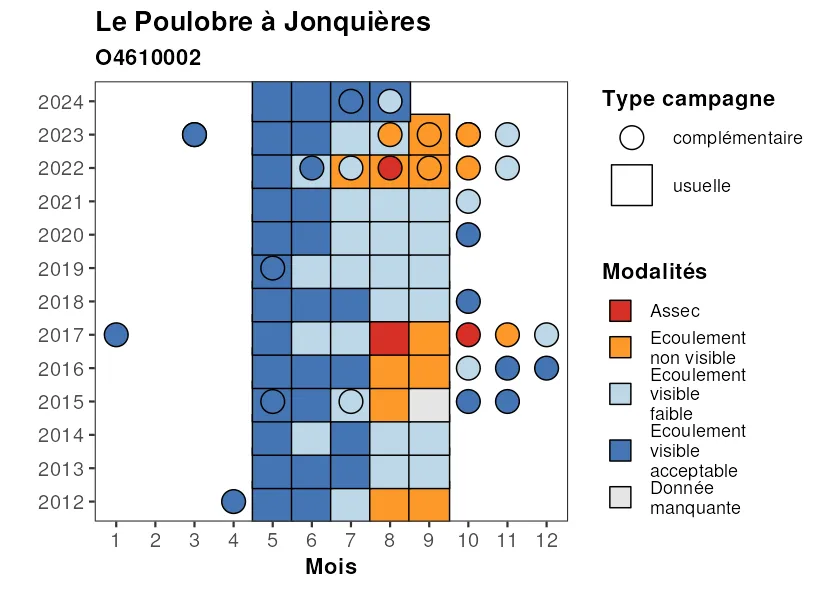 Le Poulobre à Jonquières
O4610002
2024
2023
2022
2021
2020
2019
2018
2017
2016
2015
2014
2013
2012
1 2 3 4 5 6 7 8 9 10 11 12
Mois
Type campagne
complémentaire
usuelle
Modalités
Assec
Ecoulement
non visible
Ecoulement
visible
faible
Ecoulement
visible
acceptable
Donnée
manquante